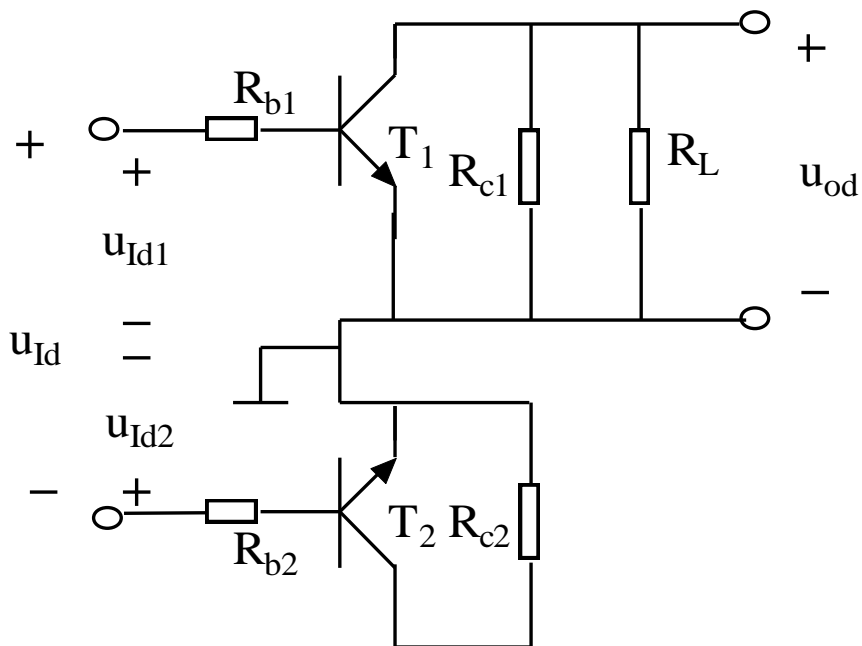 +
R_b1
+
T_1
R_c1
R_L
+
u_od
u_Id1
−
−
u_Id
−
u_Id2
−
+
R_b2
T_2
R_c2